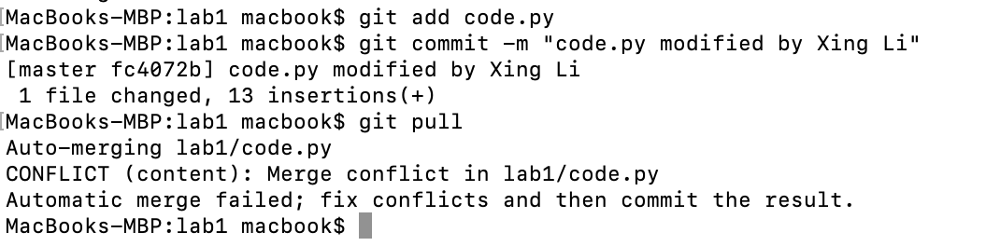 [MacBooks-MBP:lab1 macbook$ git add code.py
[MacBooks-MBP:lab1 macbook$ git commit -m "code.py modified by Xing Li"
[master fc4072b] code.py modified by Xing Li
 1 file changed, 13 insertions(+)
[MacBooks-MBP:lab1 macbook$ git pull
Auto-merging lab1/code.py
CONFLICT (content): Merge conflict in lab1/code.py
Automatic merge failed; fix conflicts and then commit the result.
MacBooks-MBP:lab1 macbook$